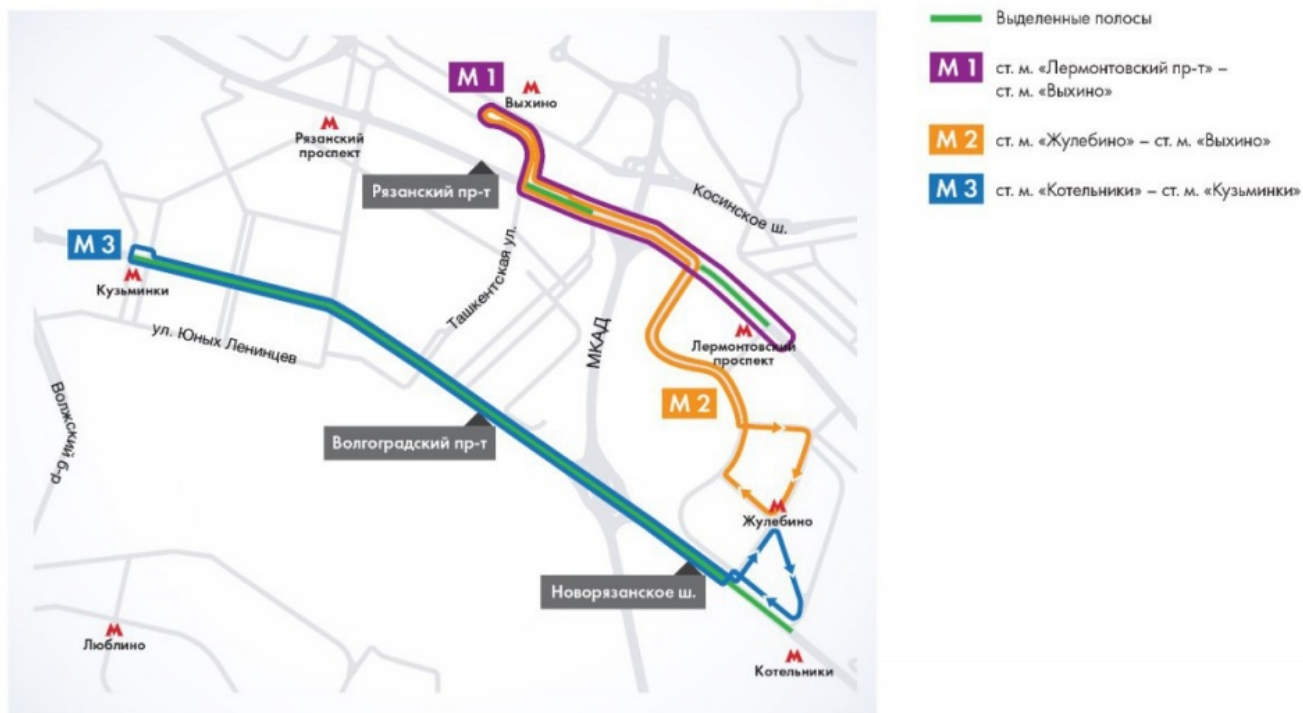 М 1
М
Выхино
М
Рязанский
проспект
Рязанский пр-т
Косинское ш.
М 3
М
Кузьминки
ул. Юных Ленинцев
Ташкентская ул.
МКАД
М
Лермонтовский
проспект
М 2
Волжский б-р
Волгоградский пр-т
М
Жулебино
Новорязанское ш.
М
Люблино
М
Котельники
Выделенные полосы
М 1 ст. м. «Лермонтовский пр-т» –
ст. м. «Выхино»
М 2 ст. м. «Жулебино» – ст. м. «Выхино»
М 3 ст. м. «Котельники» – ст. м. «Кузьминки»